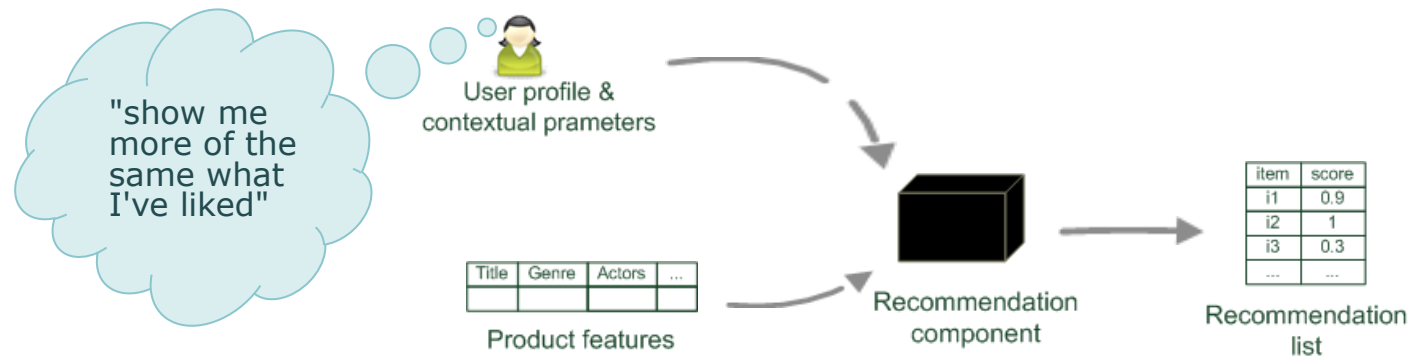 "show me
more of the
same what
I've liked"
User profile &
contextual prameters
Title Genre Actors ...
Product features
Recommendation
component
item score
i1 0.9
i2 1
i3 0.3
... ...
Recommendation
list